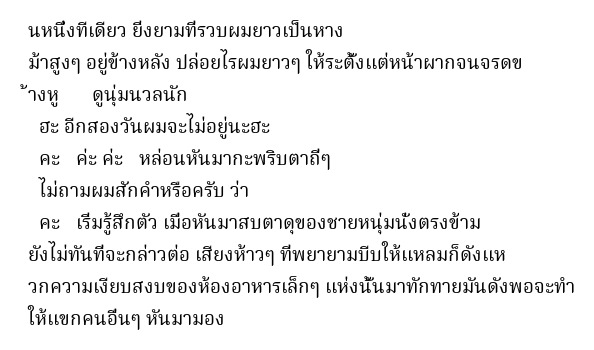 นหนึ่งทีเดียว ยิ่งยามที่รวบผมยาวเป็นหาง
ม้าสูงๆ อยู่ข้างหลัง ปล่อยไรผมยาวๆ ให้ระตั้งแต่หน้าผากจนจรดข
้างหู ดูนุ่มนวลนัก
ฮะ อีกสองวันผมจะไม่อยู่นะฮะ
คะ ค่ะ ค่ะ หล่อนหันมากะพริบตาถี่ๆ
ไม่ถามผมสักคำหรือครับ ว่า
คะ เริ่มรู้สึกตัว เมื่อหันมาสบตาดุของชายหนุ่มนั่งตรงข้าม
ยังไม่ทันที่จะกล่าวต่อ เสียงห้าวๆ ที่พยายามบีบให้แหลมก็ดังแห
วกความเงียบสงบของห้องอาหารเล็กๆ แห่งนั้นมาทักทายมันดังพอจะทำ
ให้แขกคนอื่นๆ หันมามอง